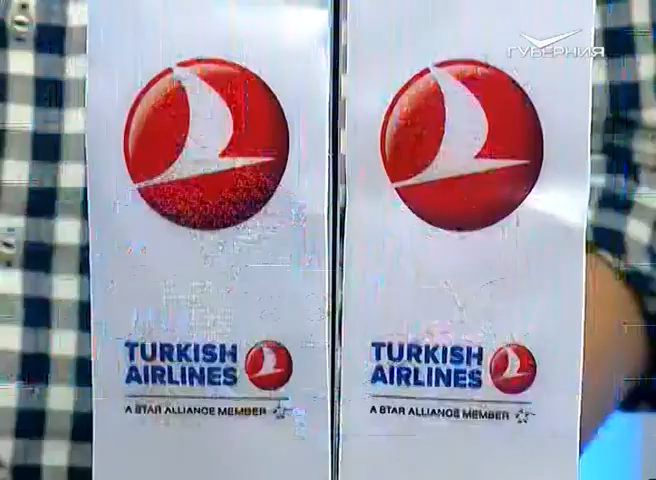 ГУБЕРНИЯ
TURKISH
AIRLINES
A STAR ALLIANCE MEMBER
TURKISH
AIRLINES
A STAR ALLIANCE MEMBER